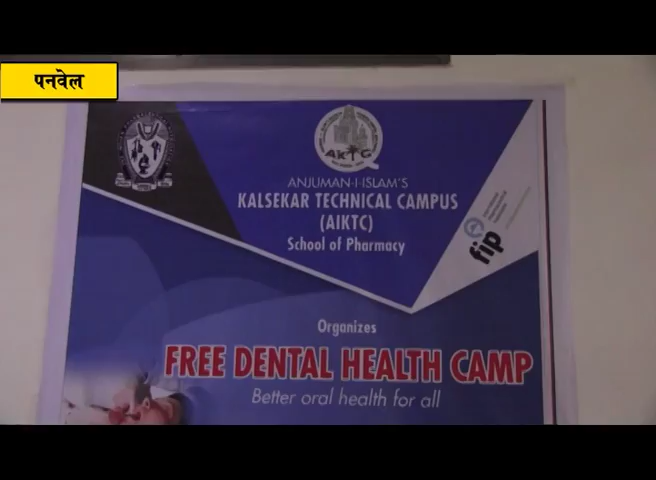 पनवेल
AKTC
ANJUMAN-I-ISLAM'S
KALSEKAR TECHNICAL CAMPUS
(AIKTC)
School of Pharmacy
fip
Organizes
FREE DENTAL HEALTH CAMP
Better oral health for all